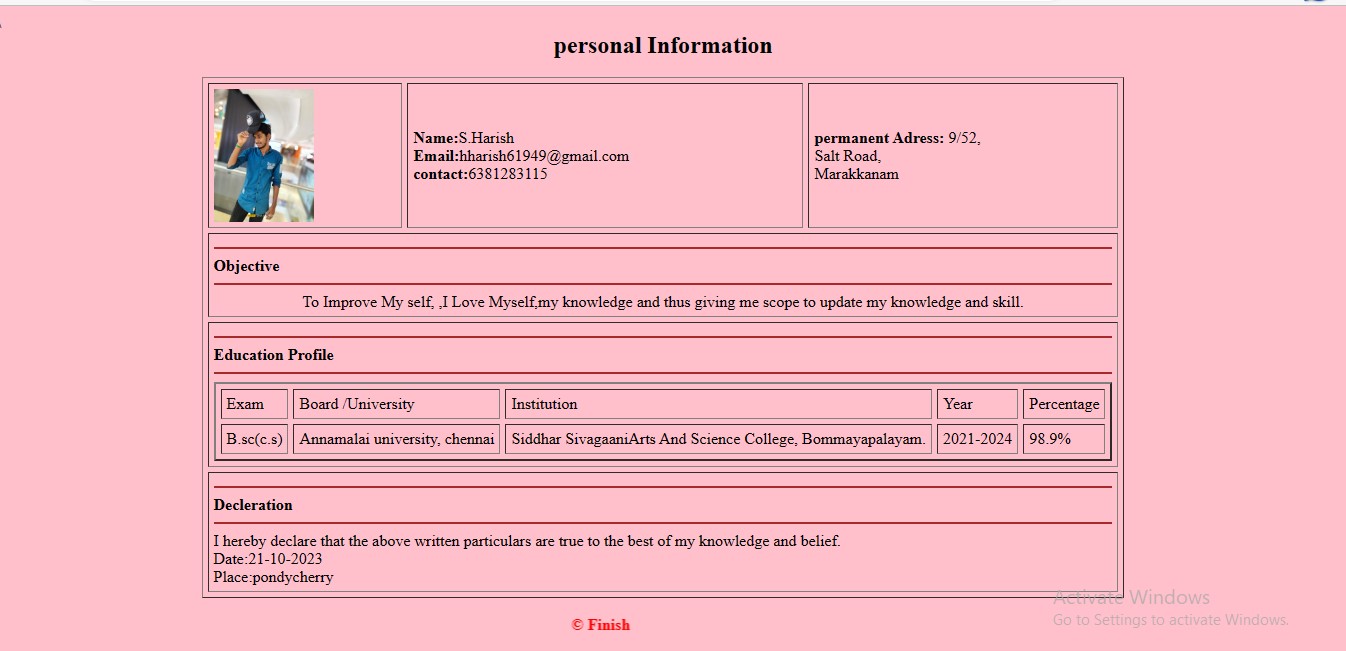 personal Information
Name:S.Harish
Email:hharish61949@gmail.com
contact:6381283115
permanent Adress: 9/52,
Salt Road,
Marakkanam
Objective
To Improve My self, ,I Love Myself,my knowledge and thus giving me scope to update my knowledge and skill.
Education Profile
Exam Board /University Institution Year Percentage
B.sc(c.s) Annamalai university, chennai Siddhar SivagaaniArts And Science College, Bommayapalayam. 2021-2024 98.9%
Decleration
I hereby declare that the above written particulars are true to the best of my knowledge and belief.
Date:21-10-2023
Place:pondycherry
Activate Windows
Go to Settings to activate Windows.
© Finish